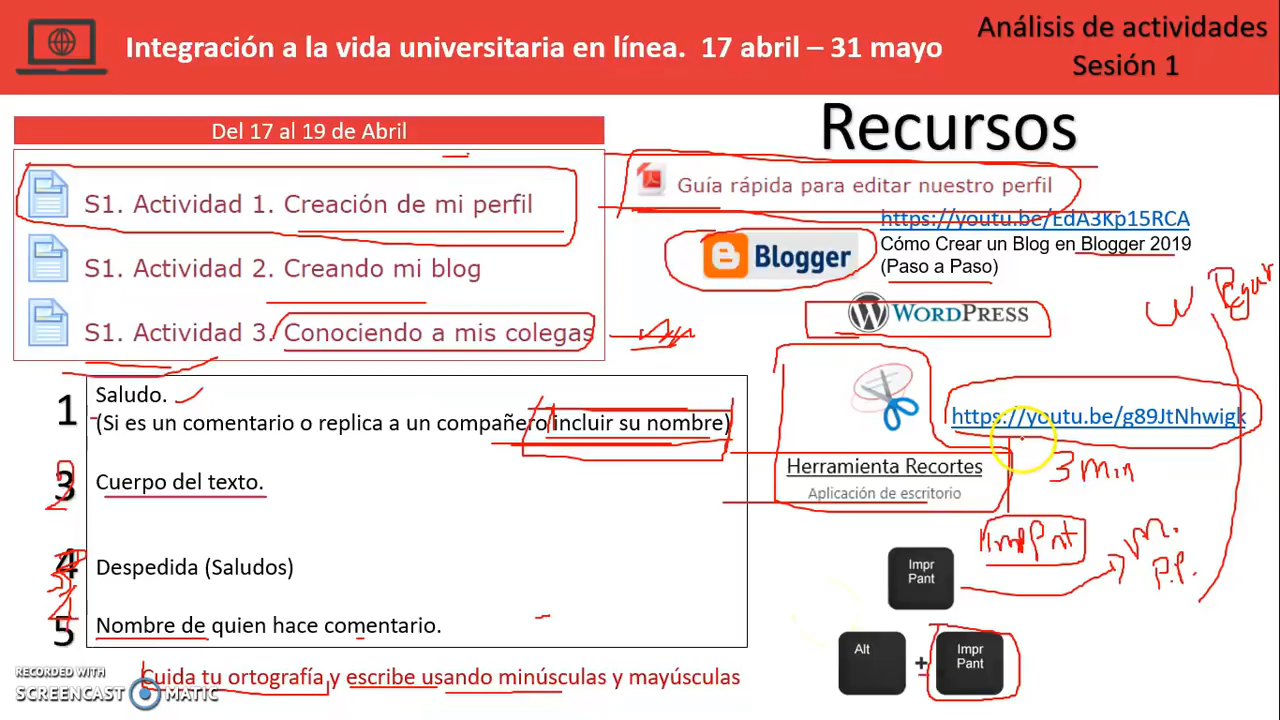 Integración a la vida universitaria en línea.  17 abril – 31 mayo
Análisis de actividades
Sesión 1
Del 17 al 19 de Abril
S1. Actividad 1. Creación de mi perfil
S1. Actividad 2. Creando mi blog
S1. Actividad 3. Conociendo a mis colegas
Recursos
Guía rápida para editar nuestro perfil
https://youtu.be/EdA3Kp15RCA
Blogger
Cómo Crear un Blog en Blogger 2019
(Paso a Paso)
WORDPRESS
1
Saludo.
(Si es un comentario o replica a un compañero incluir su nombre)
3
Cuerpo del texto.
4
Despedida (Saludos)
5
Nombre de quien hace comentario.
Cuida tu ortografía y escribe usando minúsculas y mayúsculas
https://youtu.be/g89JtNhwigk
Herramienta Recortes
Aplicación de escritorio
3 min
ImpPnt
P.P.
Impr
Pant
Alt
+
Impr
Pant
RECORDED WITH
SCREENCAST MATIC